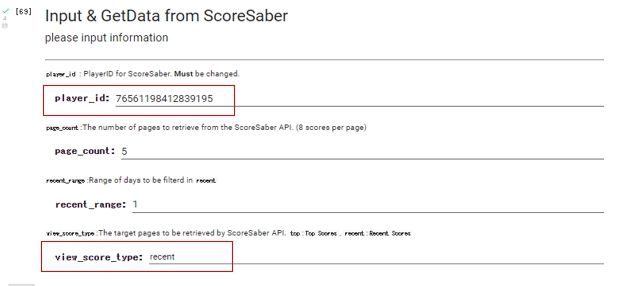 [69]
Input & GetData from ScoreSaber
please input information
player_id : PlayerID for ScoreSaber. Must be changed.
player_id: 76561198412839195
page_count :The number of pages to retrieve from the ScoreSaber API. (8 scores per page)
page_count: 5
recent_range :Range of days to be filterd in recent
recent_range: 1
view_score_type :The target pages to be retrieved by ScoreSaber API. top : Top Scores , recent : Recent Scores
view_score_type: recent